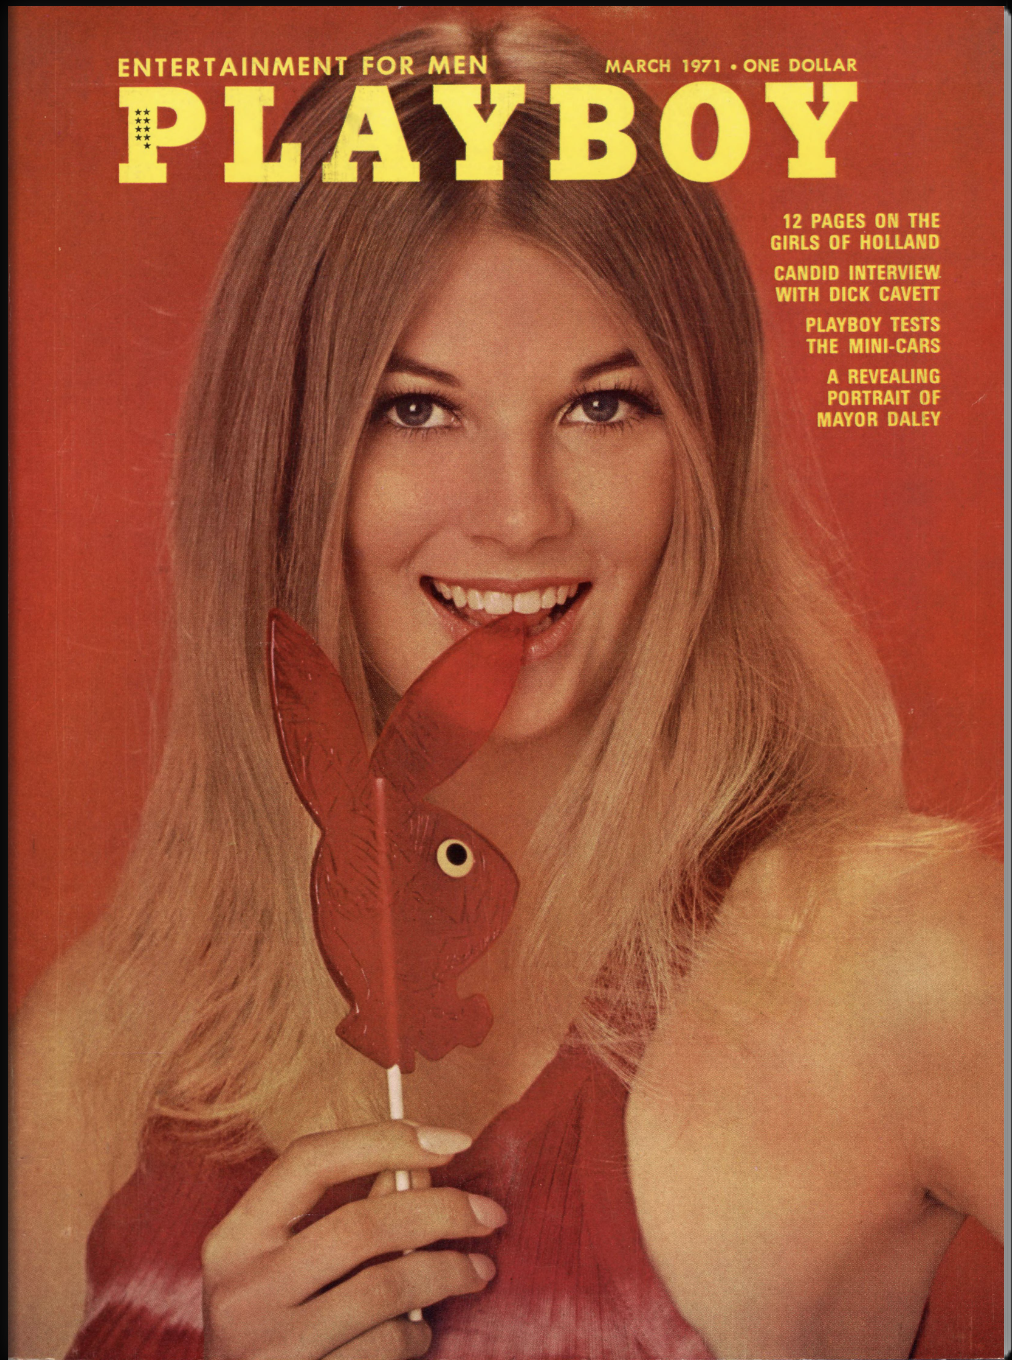 ENTERTAINMENT FOR MEN
MARCH 1971 • ONE DOLLAR
PLAYBOY
12 PAGES ON THE
GIRLS OF HOLLAND
CANDID INTERVIEW
WITH DICK CAVETT
PLAYBOY TESTS
THE MINI-CARS
A REVEALING
PORTRAIT OF
MAYOR DALEY